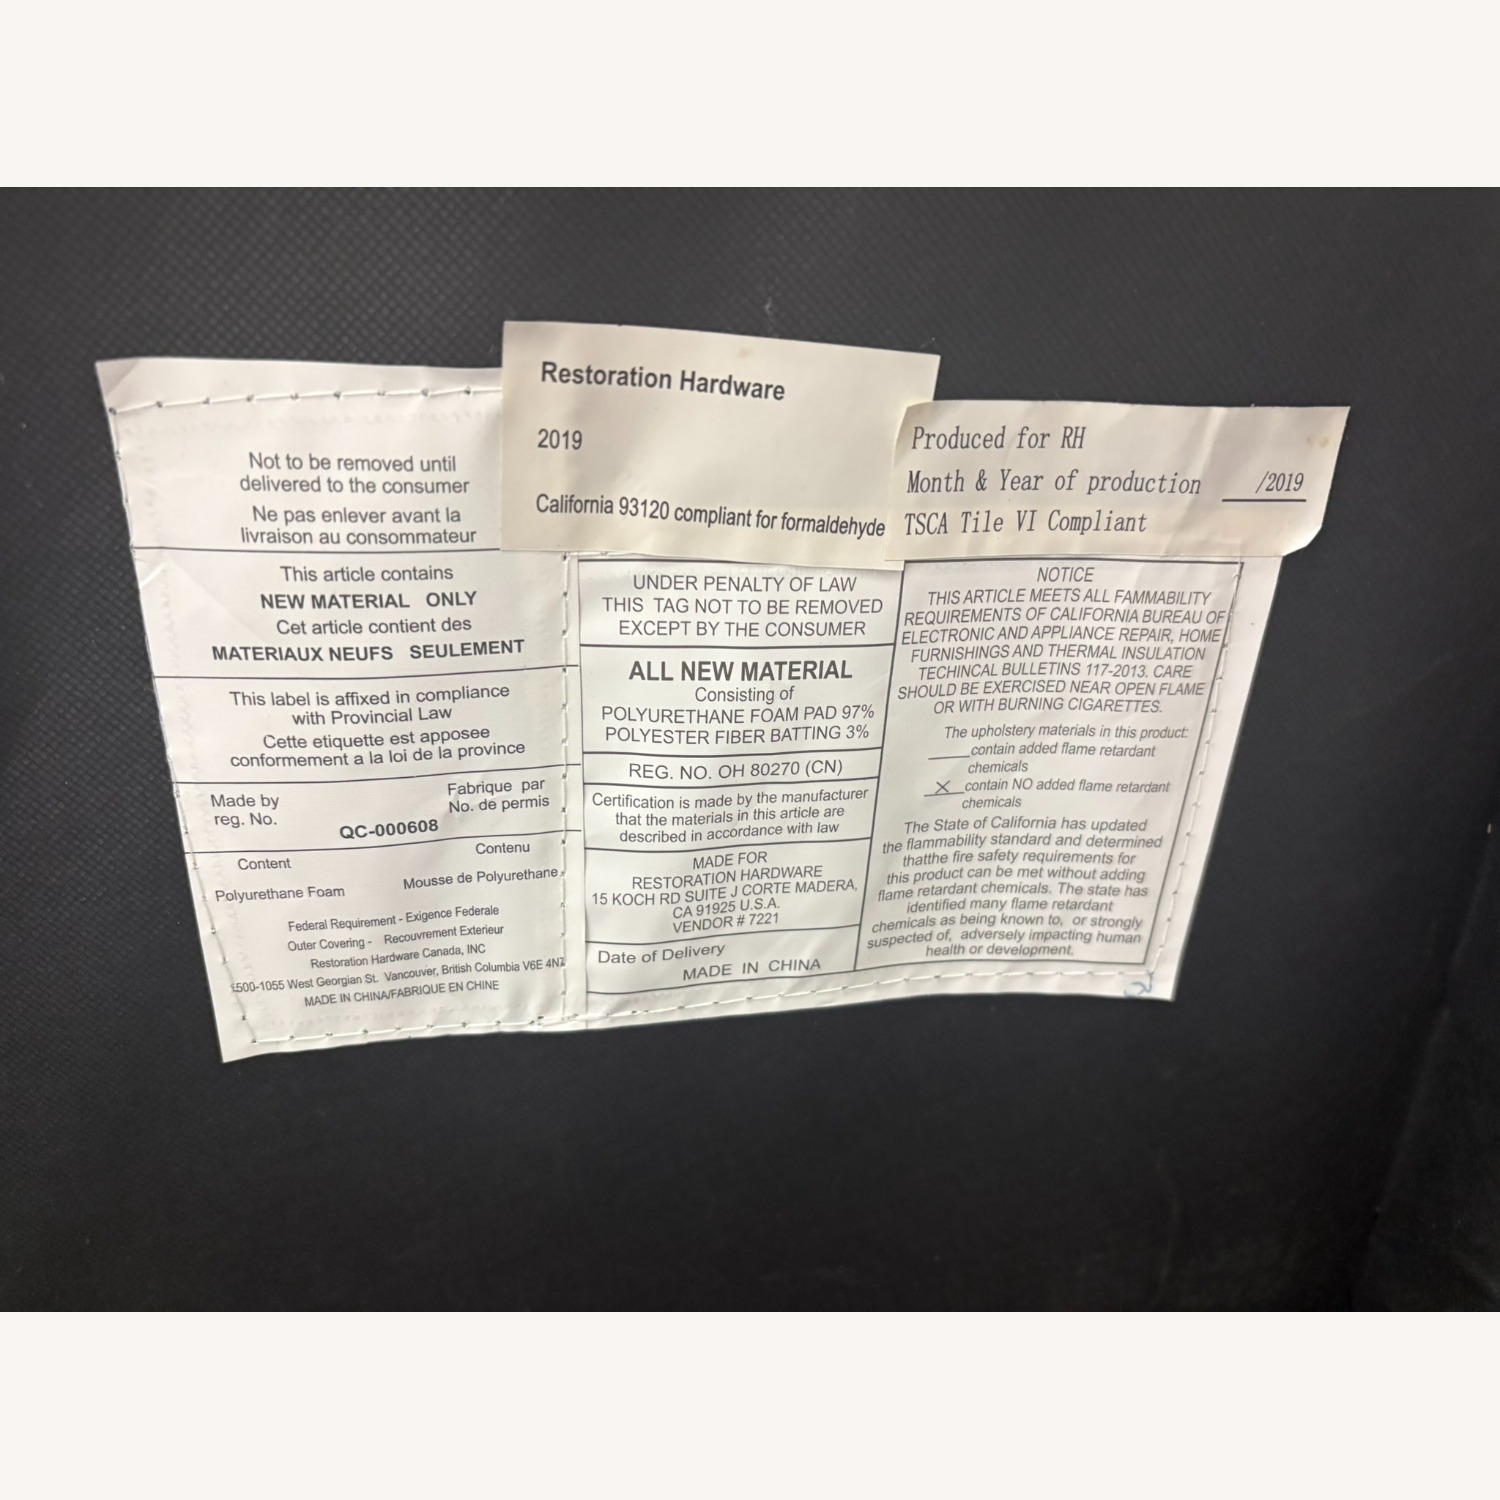 Restoration Hardware
2019
California 93120 compliant for formaldehyde
Produced for RH
Month & Year of production /2019
TSCA Tile VI Compliant
Not to be removed until
delivered to the consumer
Ne pas enlever avant la
livraison au consommateur
This article contains
NEW MATERIAL ONLY
Cet article contient des
MATERIAUX NEUFS SEULEMENT
This label is affixed in compliance
with Provincial Law
Cette etiquette est apposee
conformement a la loi de la province
Made by
reg. No.
Fabrique par
No. de permis
QC-000608
Content
Contenu
Polyurethane Foam
Mousse de Polyurethane
Federal Requirement - Exigence Federale
Outer Covering - Recouvrement Exterieur
Restoration Hardware Canada, INC
1500-1055 West Georgian St. Vancouver, British Columbia V6E 4N7
MADE IN CHINA/FABRIQUE EN CHINE
UNDER PENALTY OF LAW
THIS TAG NOT TO BE REMOVED
EXCEPT BY THE CONSUMER
ALL NEW MATERIAL
Consisting of
POLYURETHANE FOAM PAD 97%
POLYESTER FIBER BATTING 3%
REG. NO. OH 80270 (CN)
Certification is made by the manufacturer
that the materials in this article are
described in accordance with law
MADE FOR
RESTORATION HARDWARE
15 KOCH RD SUITE J CORTE MADERA,
CA 91925 U.S.A.
VENDOR # 7221
Date of Delivery
MADE IN CHINA
NOTICE
THIS ARTICLE MEETS ALL FAMMABILITY
REQUIREMENTS OF CALIFORNIA BUREAU OF
ELECTRONIC AND APPLIANCE REPAIR, HOME
FURNISHINGS AND THERMAL INSULATION
TECHINCAL BULLETINS 117-2013. CARE
SHOULD BE EXERCISED NEAR OPEN FLAME
OR WITH BURNING CIGARETTES.
The upholstery materials in this product:
contain added flame retardant
chemicals
X contain NO added flame retardant
chemicals
The State of California has updated
the flammability standard and determined
thatthe fire safety requirements for
this product can be met without adding
flame retardant chemicals. The state has
identified many flame retardant
chemicals as being known to, or strongly
suspected of, adversely impacting human
health or development.